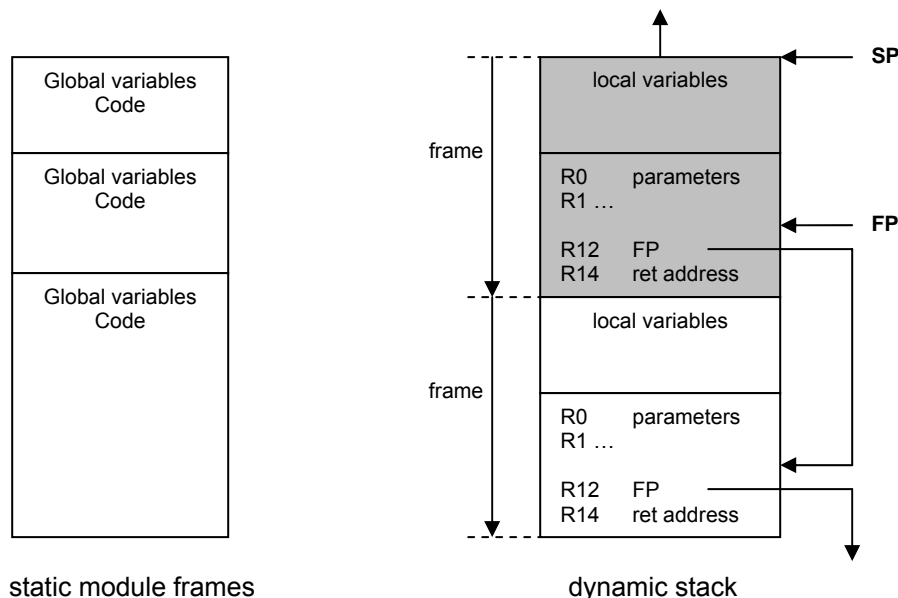 Global variables
Code
Global variables
Code
Global variables
Code
static module frames
SP
local variables
frame
R0 parameters
R1 …
FP
R12 FP
R14 ret address
local variables
frame
R0 parameters
R1 …
R12 FP
R14 ret address
dynamic stack